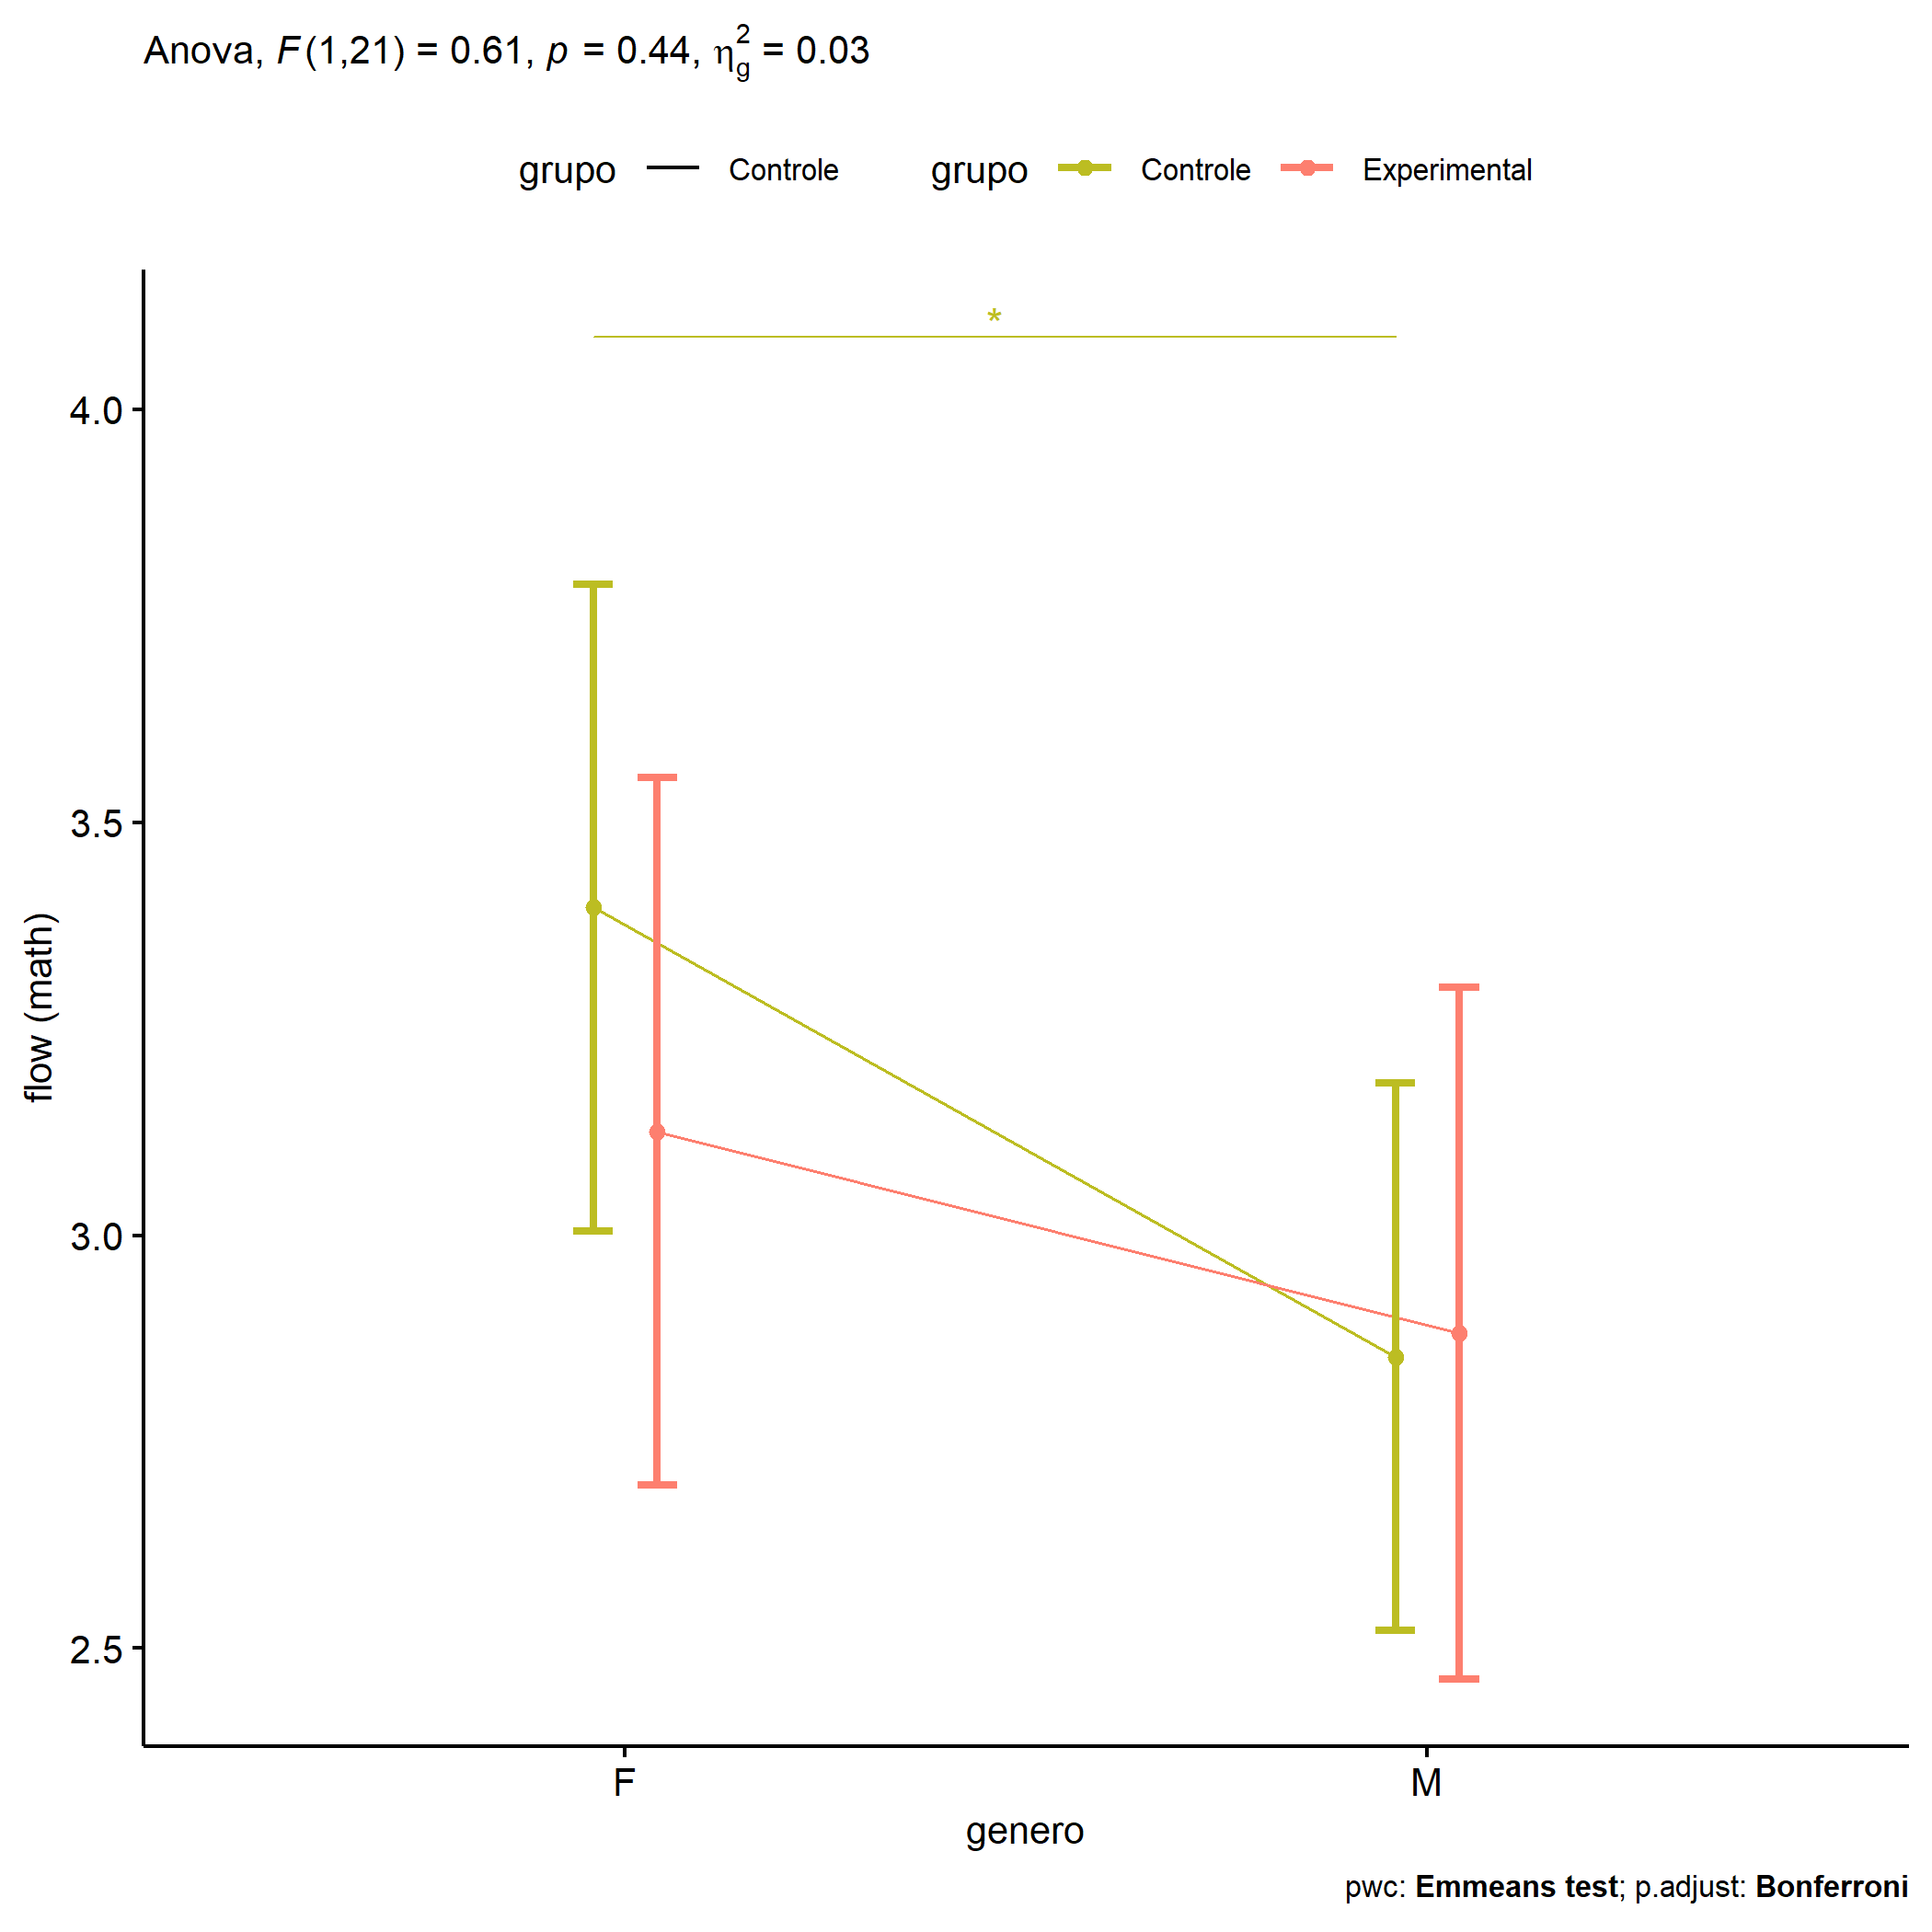 Anova, F(1,21) = 0.61, p = 0.44, η²g = 0.03
grupo Controle grupo Controle Experimental
*
4.0
3.5
3.0
2.5
flow (math)
F M
genero
pwc: Emmeans test; p.adjust: Bonferroni